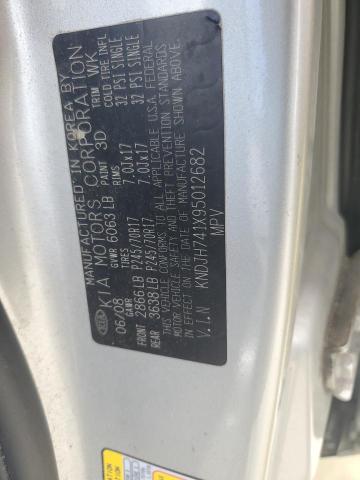 MANUFACTURED IN KOREA BY
KIA MOTORS CORPORATION
06/08 GVWR 6063 LB PAINT 3D TRIM WK
GAWR TIRES RIMS COLD TIRE INFL
FRONT 2866LB P245/70R17 7.0Jx17 32 PSI SINGLE
REAR 3638LB P245/70R17 7.0Jx17 32 PSI SINGLE
THIS VEHICLE CONFORMS TO ALL APPLICABLE U.S.A. FEDERAL
MOTOR VEHICLE SAFETY AND THEFT PREVENTION STANDARDS
IN EFFECT ON THE DATE OF MANUFACTURE SHOWN ABOVE.
V.I.N KNDJH741X95012682
MPV
KIA